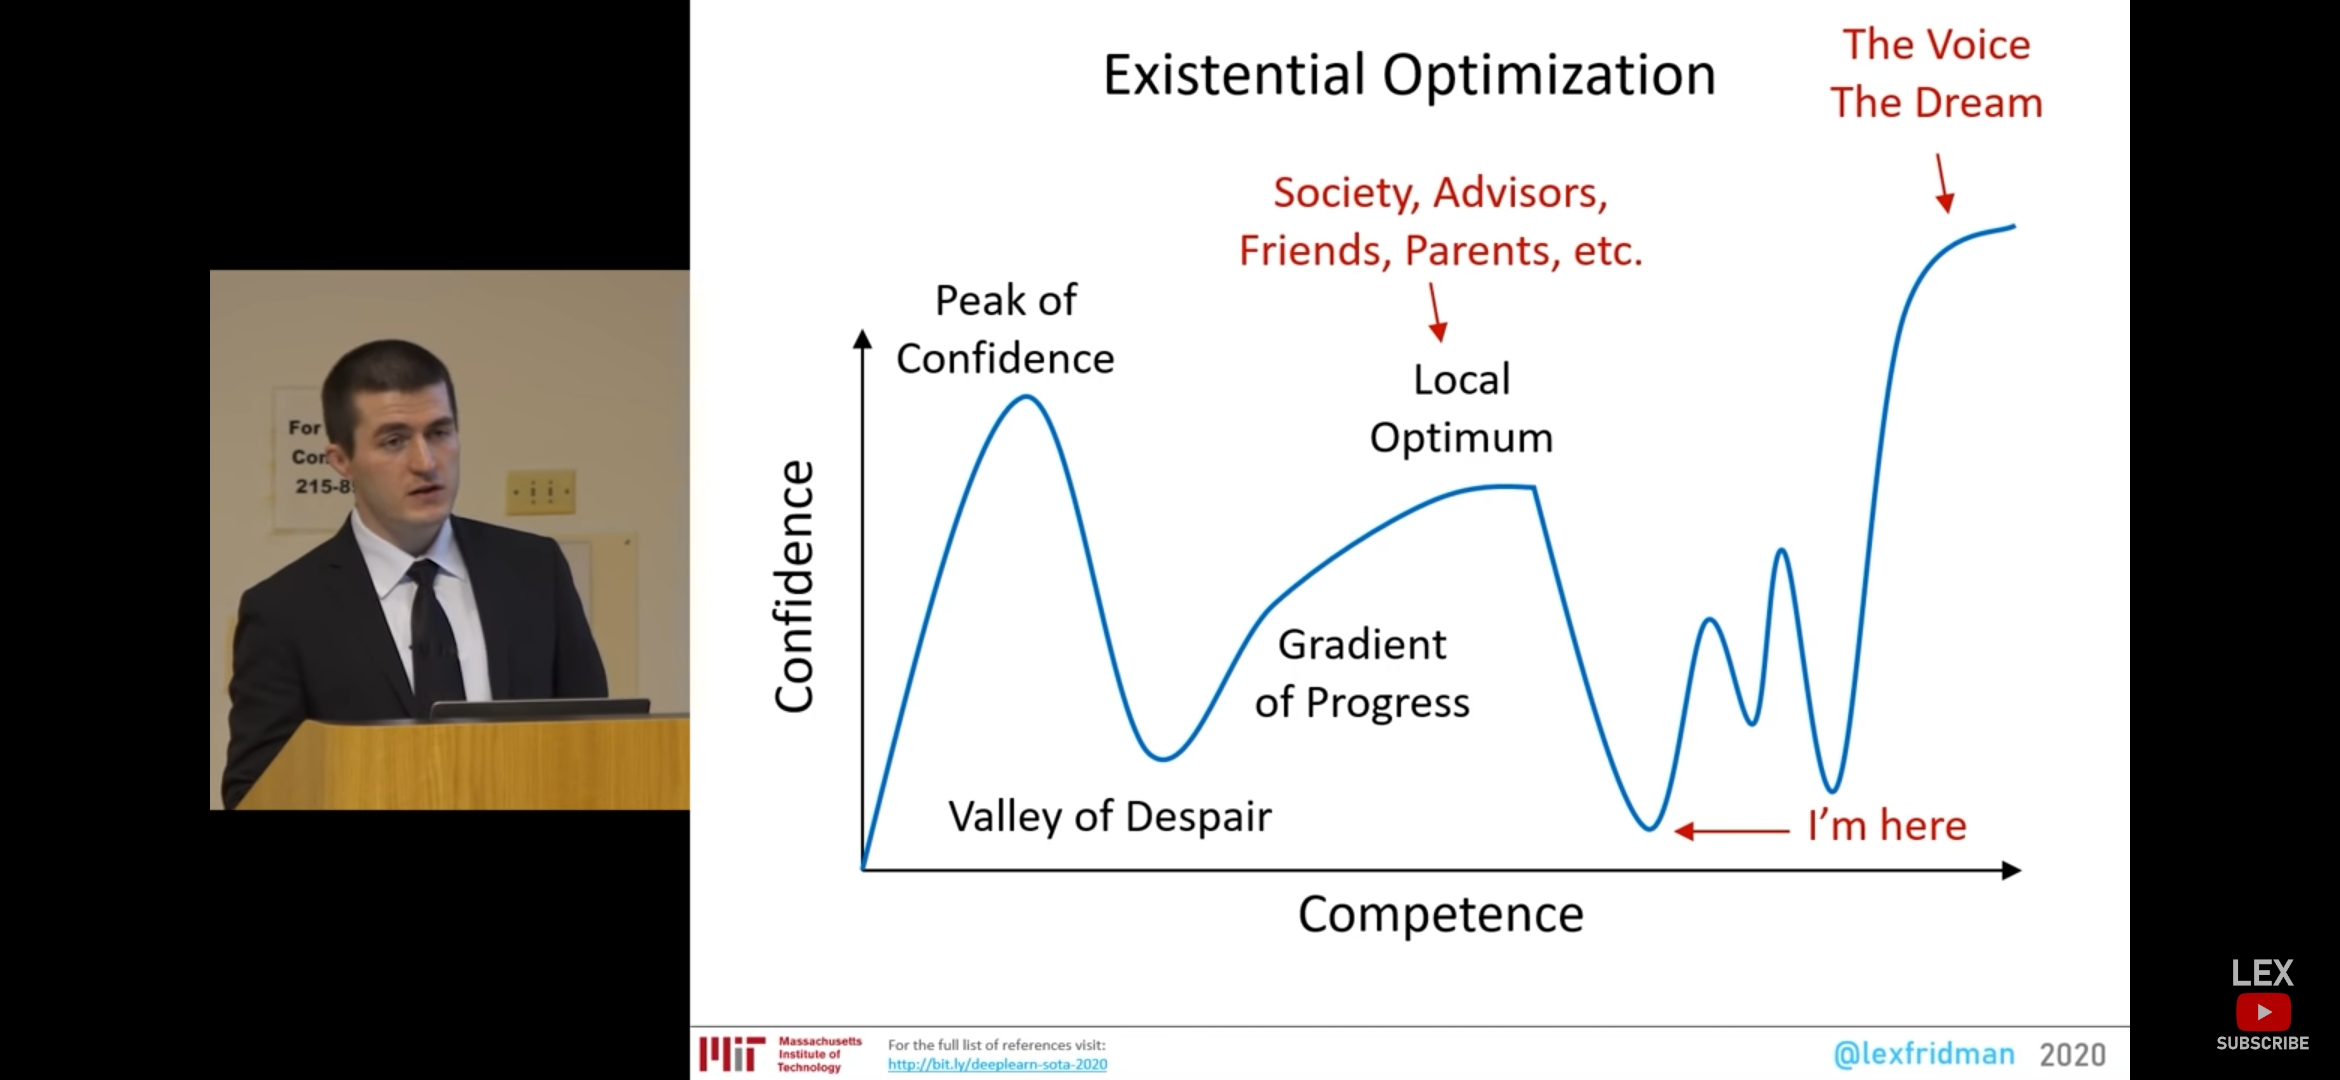 Existential Optimization
The Voice
The Dream
Society, Advisors,
Friends, Parents, etc.
Peak of
Confidence
Local
Optimum
Confidence
Gradient
of Progress
Valley of Despair
I'm here
Competence
For
215-8
MIT
Massachusetts
Institute of
Technology
For the full list of references visit:
http://bit.ly/deeplearn-sota-2020
@lexfridman 2020
LEX
SUBSCRIBE